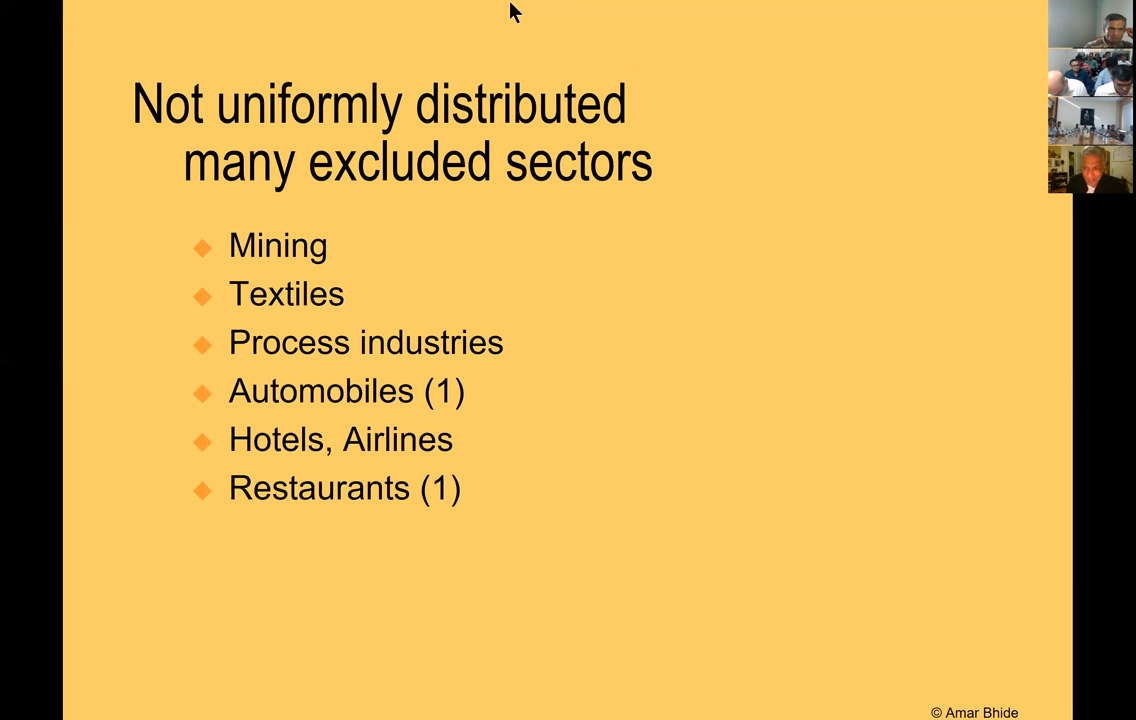 Not uniformly distributed
many excluded sectors
Mining
Textiles
Process industries
Automobiles (1)
Hotels, Airlines
Restaurants (1)
© Amar Bhide